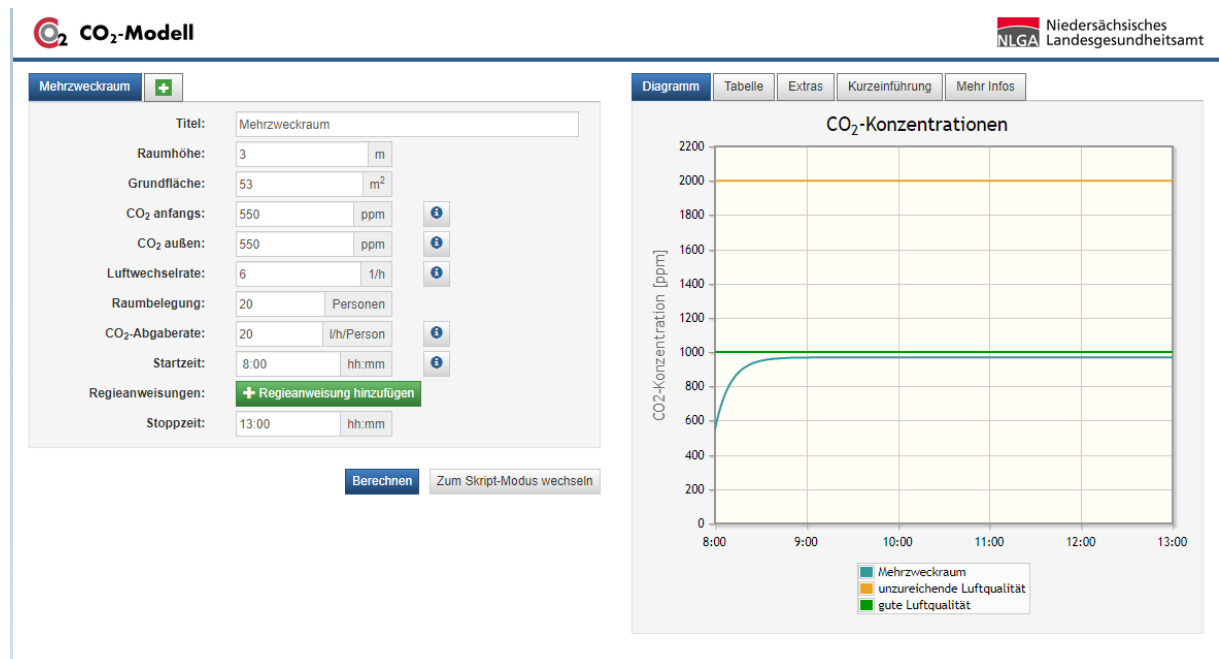 CO₂ CO₂-Modell
Niedersächsisches
NLGA Landesgesundheitsamt
Mehrzweckraum
Titel: Mehrzweckraum
Raumhöhe: 3 m
Grundfläche: 53 m²
CO₂ anfangs: 550 ppm
CO₂ außen: 550 ppm
Luftwechselrate: 6 1/h
Raumbelegung: 20 Personen
CO₂-Abgaberate: 20 l/h/Person
Startzeit: 8:00 hh:mm
Regieanweisungen: Regieanweisung hinzufügen
Stoppzeit: 13:00 hh:mm
Berechnen Zum Skript-Modus wechseln
Diagramm Tabelle Extras Kurzeinführung Mehr Infos
CO₂-Konzentrationen
CO2-Konzentration [ppm]
2200
2000
1800
1600
1400
1200
1000
800
600
400
200
0
8:00 9:00 10:00 11:00 12:00 13:00
Mehrzweckraum
unzureichende Luftqualität
gute Luftqualität